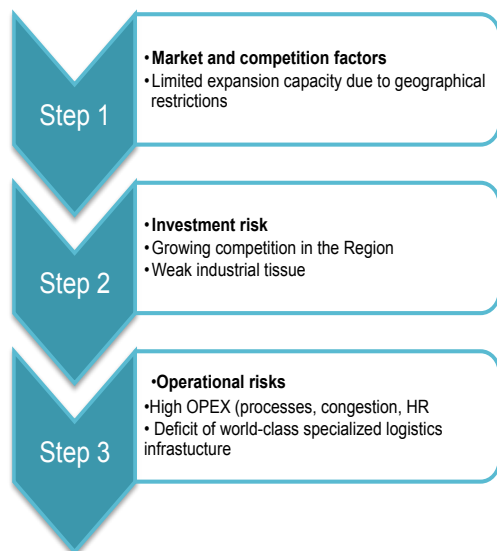 Step 1
•Market and competition factors
•Limited expansion capacity due to geographical
restrictions
Step 2
•Investment risk
•Growing competition in the Region
•Weak industrial tissue
Step 3
•Operational risks
•High OPEX (processes, congestion, HR
• Deficit of world-class specialized logistics
infrastucture